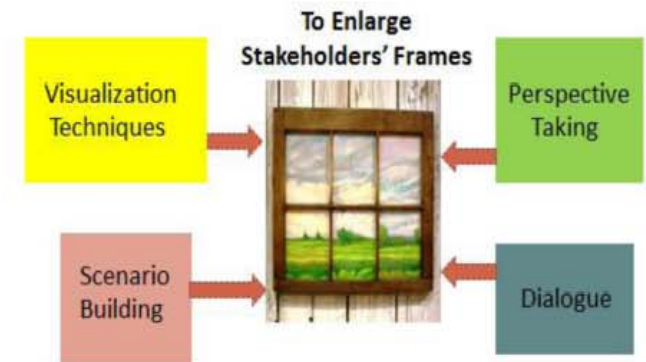 To Enlarge
Stakeholders' Frames
Visualization
Techniques
Perspective
Taking
Scenario
Building
Dialogue